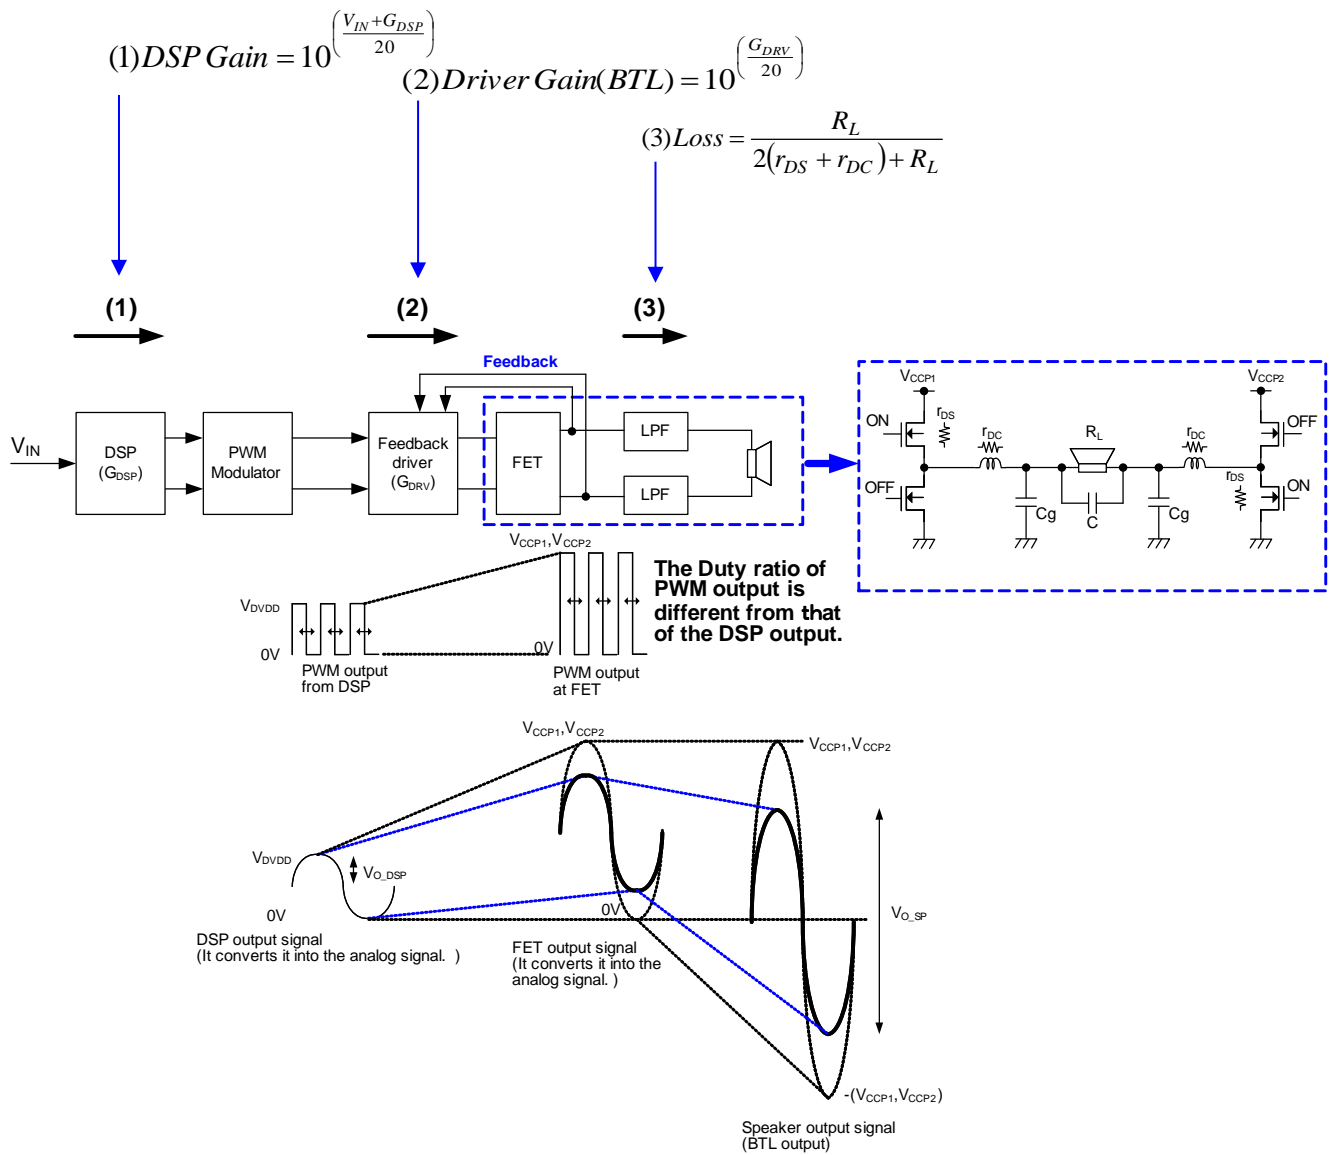 (1) DSP Gain = 10^((V_IN + G_DSP)/20)
(2) Driver Gain(BTL) = 10^(G_DRV/20)
(3) Loss = R_L / (2(r_DS + r_DC) + R_L)
(1)
(2)
(3)
Feedback
V_IN
DSP
(G_DSP)
PWM
Modulator
Feedback
driver
(G_DRV)
FET
LPF
LPF
V_CCP1
V_CCP2
ON
r_DS
r_DC
R_L
r_DC
OFF
OFF
Cg
C
Cg
r_DS
ON
V_CCP1,V_CCP2
V_DVDD
0V
0V
PWM output
from DSP
PWM output
at FET
The Duty ratio of
PWM output is
different from that
of the DSP output.
V_CCP1,V_CCP2
V_CCP1,V_CCP2
V_DVDD
V_O_DSP
0V
0V
V_O_SP
DSP output signal
(It converts it into the analog signal. )
FET output signal
(It converts it into the
analog signal. )
-(V_CCP1,V_CCP2)
Speaker output signal
(BTL output)